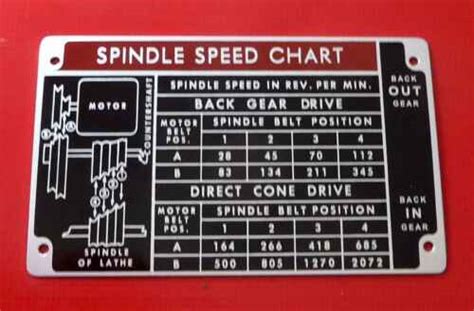 SPINDLE SPEED CHART
MOTOR
COUNTERSHAFT
SPINDLE OF LATHE
SPINDLE SPEED IN REV. PER MIN.
BACK GEAR DRIVE
MOTOR BELT POS. SPINDLE BELT POSITION
1 2 3 4
A 28 45 70 112
B 83 134 211 345
DIRECT CONE DRIVE
MOTOR BELT POS. SPINDLE BELT POSITION
1 2 3 4
A 164 266 418 685
B 500 805 1270 2072
BACK
OUT
GEAR
BACK
IN
GEAR